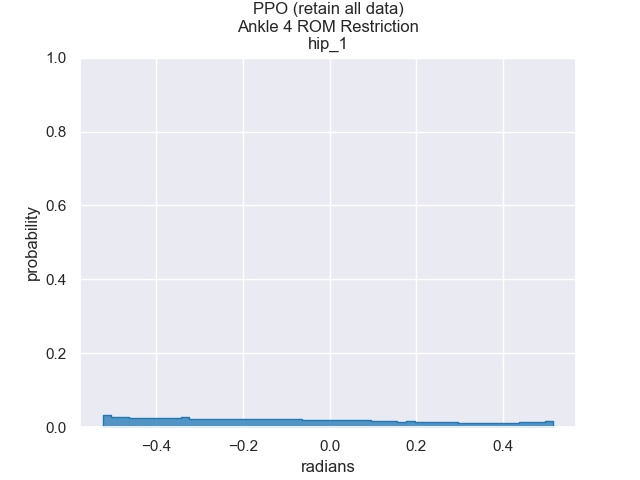 PPO (retain all data)
Ankle 4 ROM Restriction
hip_1
1.0
0.8
0.6
0.4
0.2
0.0
probability
−0.4
−0.2
0.0
0.2
0.4
radians